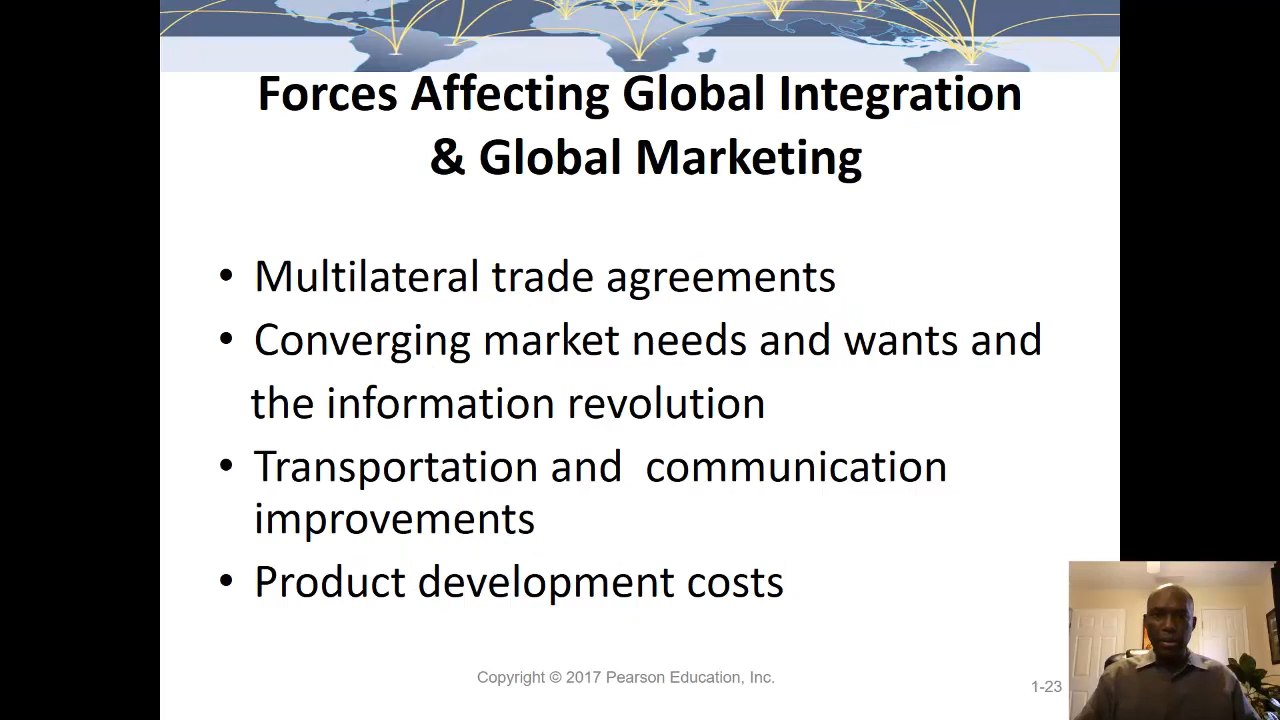 Forces Affecting Global Integration
& Global Marketing
• Multilateral trade agreements
• Converging market needs and wants and
the information revolution
• Transportation and  communication
improvements
• Product development costs
Copyright © 2017 Pearson Education, Inc.
1-23